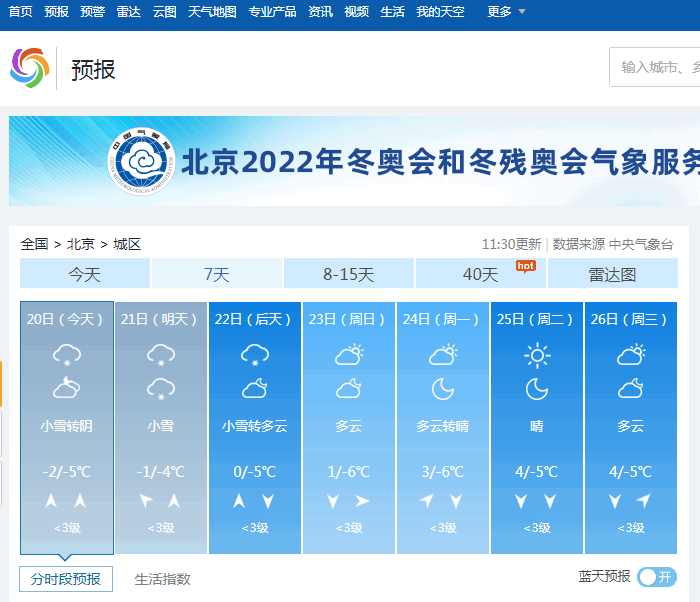 首页 预报 预警 雷达 云图 天气地图 专业产品 资讯 视频 生活 我的天空 更多
预报
输入城市、乡
北京2022年冬奥会和冬残奥会气象服务
全国 > 北京 > 城区
11:30更新 | 数据来源 中央气象台
今天 7天 8-15天 40天 hot 雷达图
20日（今天） 21日（明天） 22日（后天） 23日（周日） 24日（周一） 25日（周二） 26日（周三）
小雪转阴 小雪 小雪转多云 多云 多云转晴 晴 多云
-2/-5℃ -1/-4℃ 0/-5℃ 1/-6℃ 3/-6℃ 4/-5℃ 4/-5℃
<3级 <3级 <3级 <3级 <3级 <3级 <3级
分时段预报 生活指数
蓝天预报 开